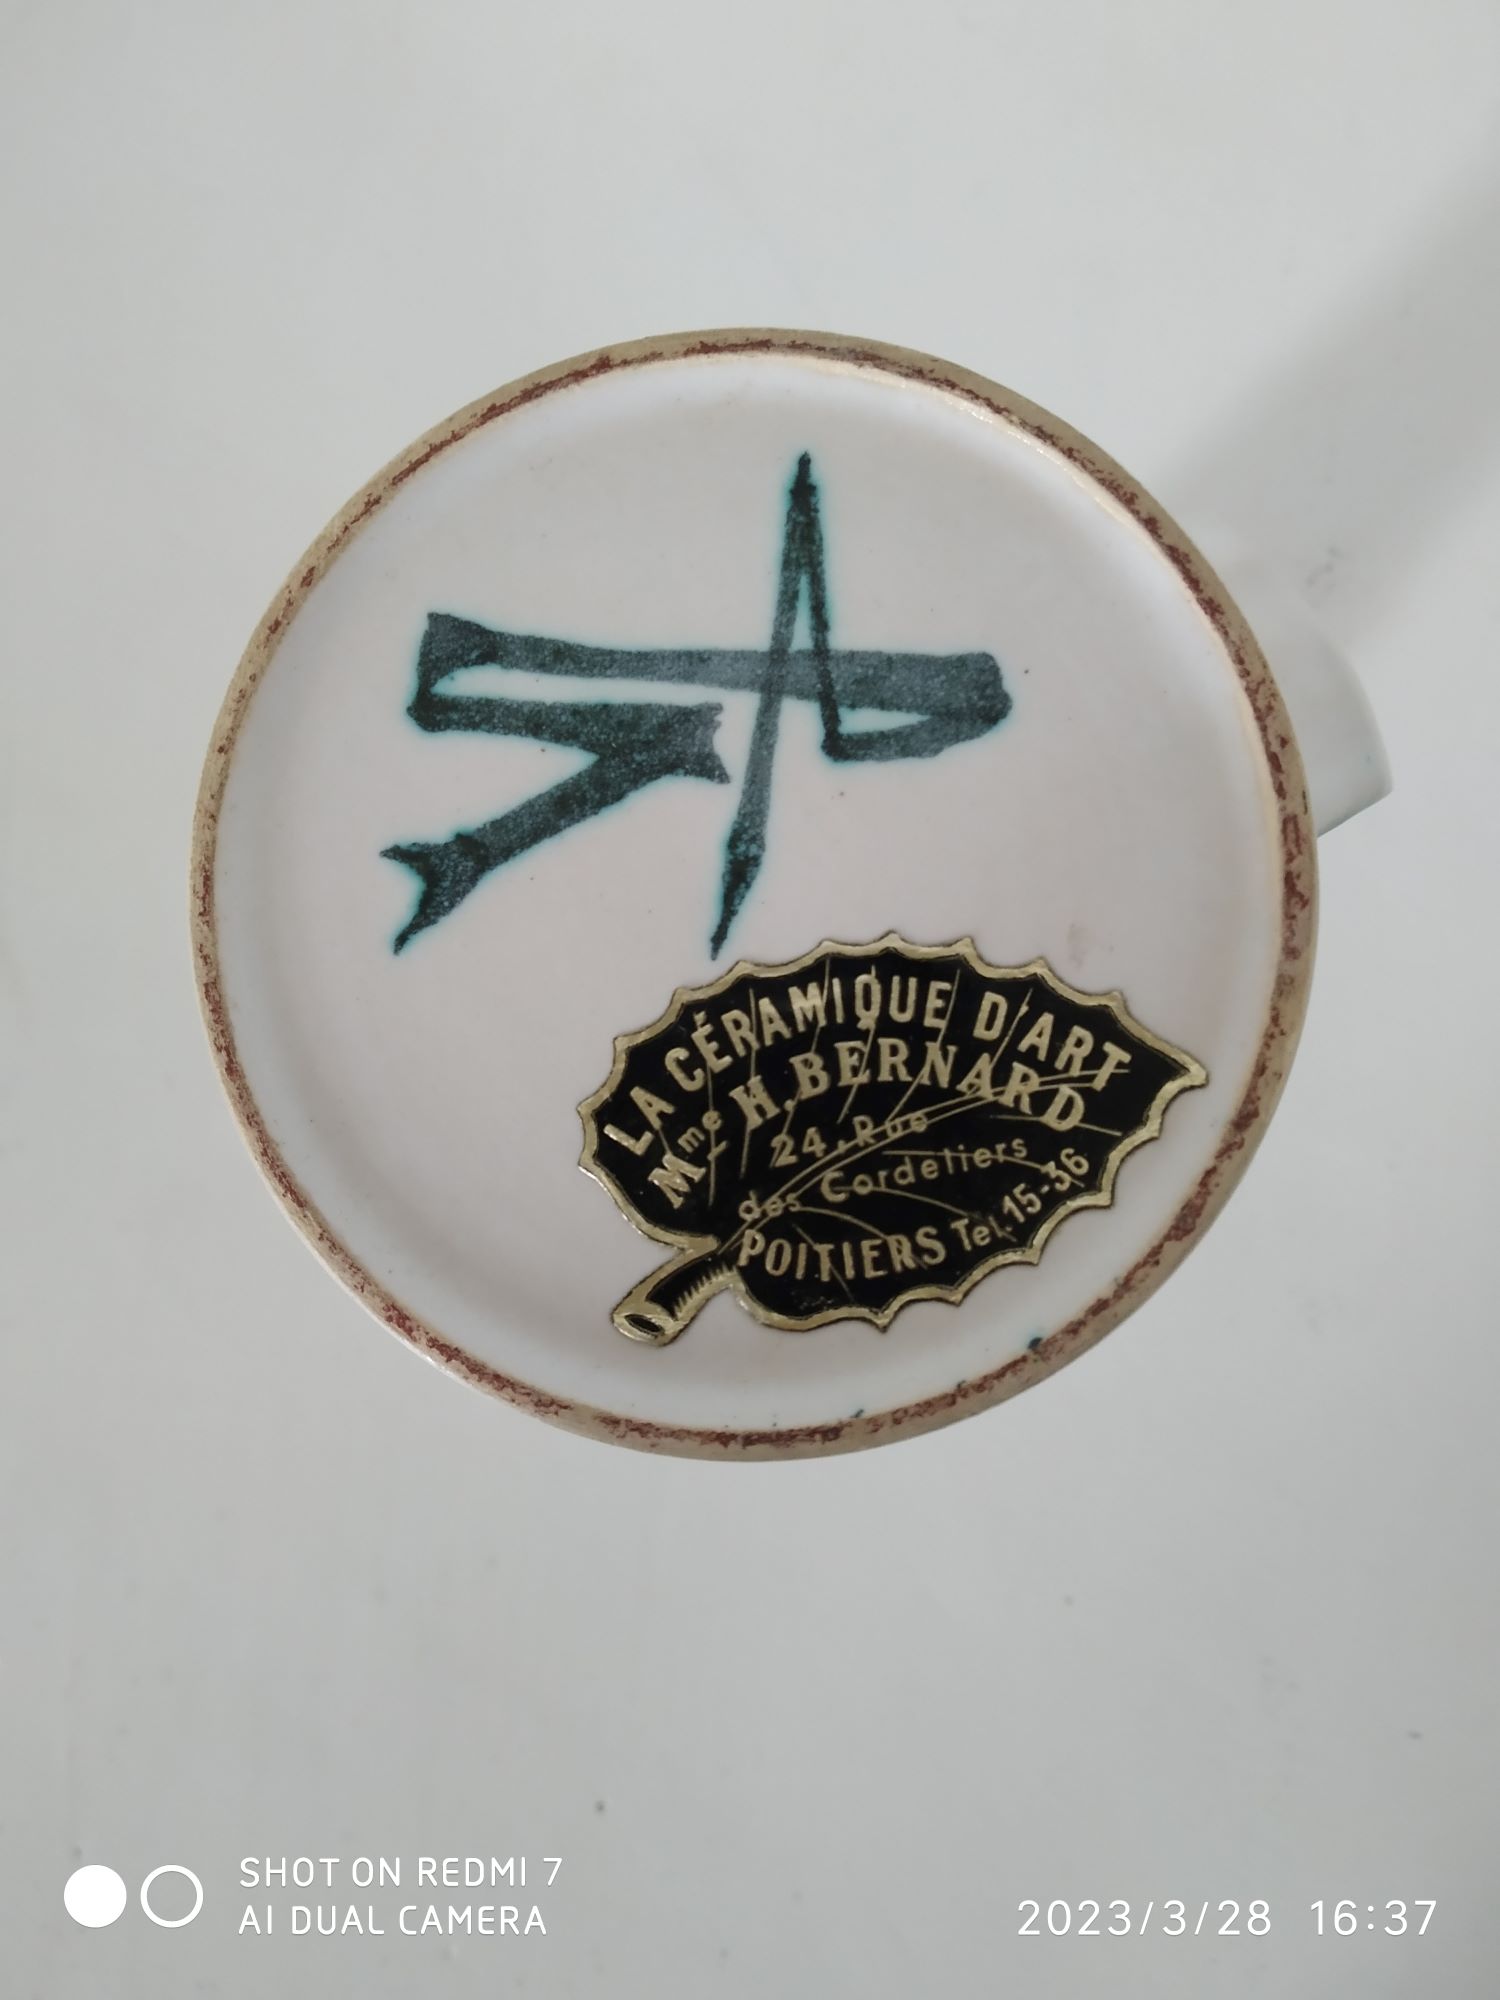 LA CÉRAMIQUE D'ART
Mme H. BERNARD
24, Rue
des Cordeliers
POITIERS Tel. 15-36
SHOT ON REDMI 7
AI DUAL CAMERA
2023/3/28 16:37